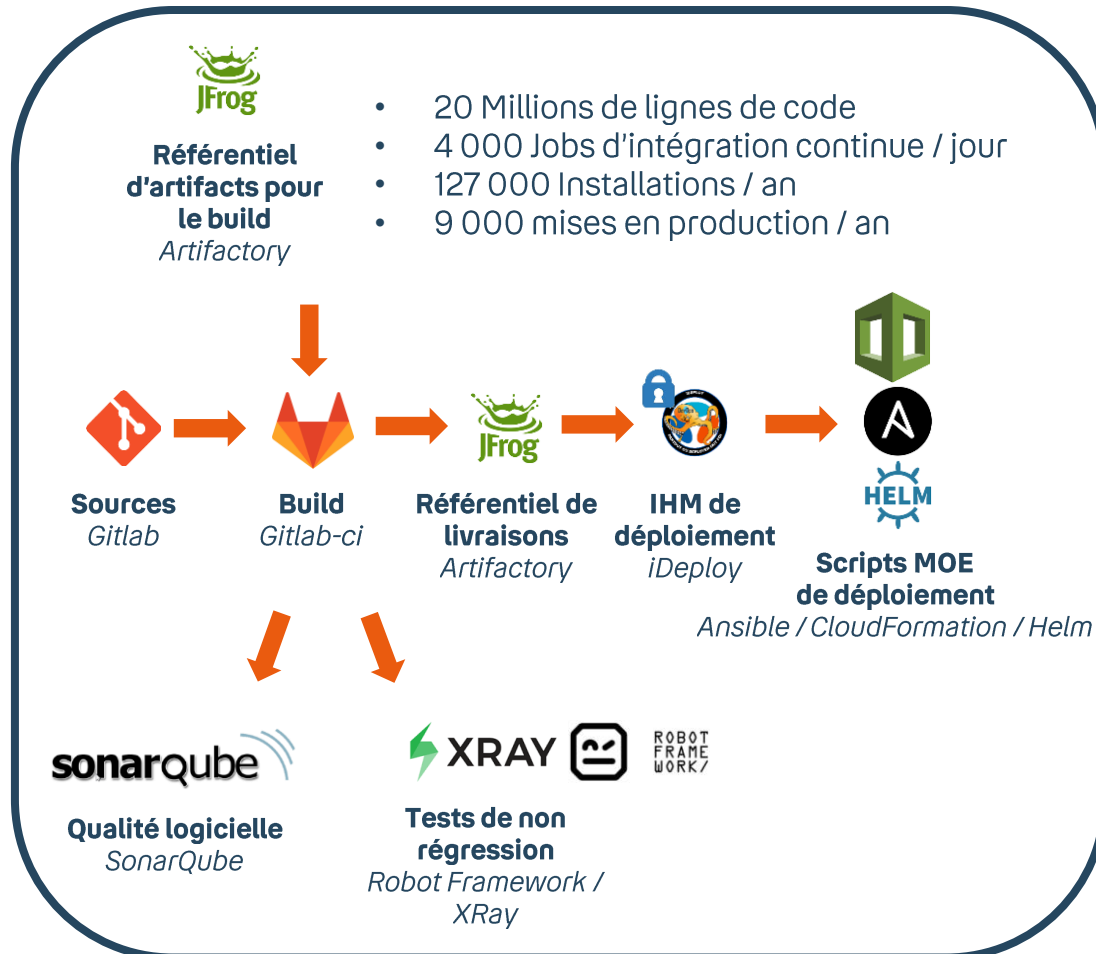 JFrog
Référentiel
d'artifacts pour
le build
Artifactory
• 20 Millions de lignes de code
• 4 000 Jobs d'intégration continue / jour
• 127 000 Installations / an
• 9 000 mises en production / an
Sources
Gitlab
Build
Gitlab-ci
JFrog
Référentiel de
livraisons
Artifactory
IHM de
déploiement
iDeploy
HELM
Scripts MOE
de déploiement
Ansible / CloudFormation / Helm
sonarqube
Qualité logicielle
SonarQube
XRAY
ROBOT
FRAME
WORK/
Tests de non
régression
Robot Framework /
XRay